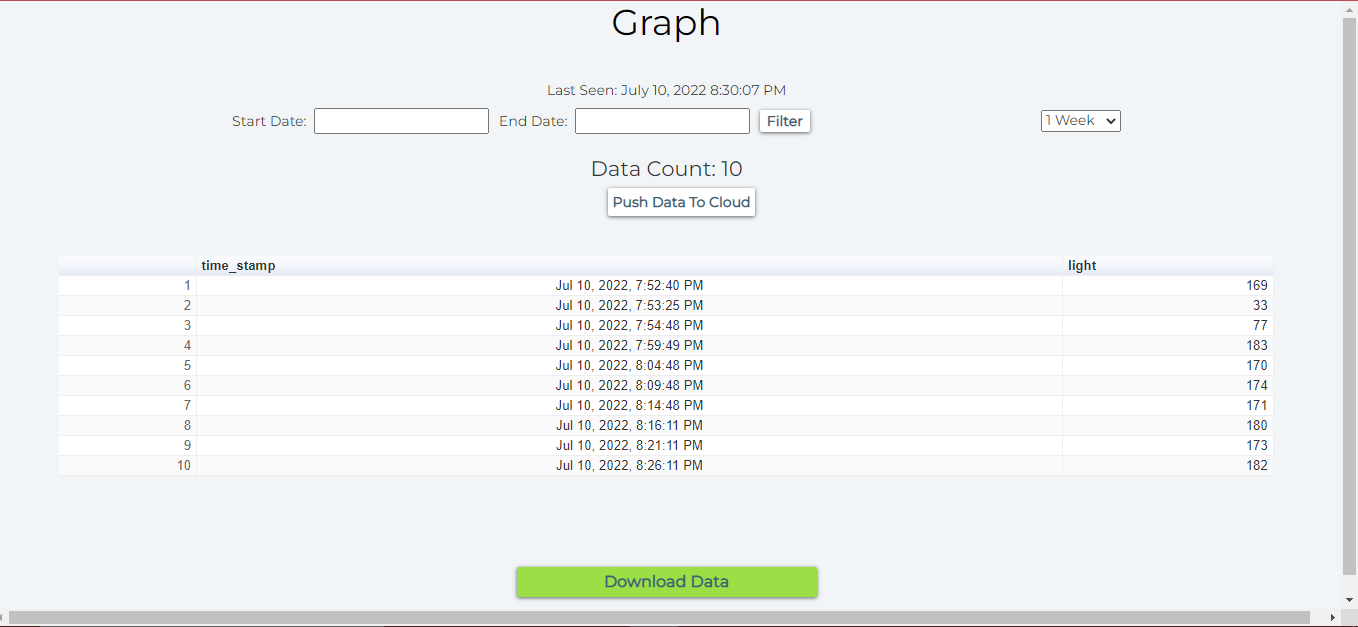 Graph
Last Seen: July 10, 2022 8:30:07 PM
Start Date: End Date: Filter 1 Week
Data Count: 10
Push Data To Cloud
time_stamp light
1 Jul 10, 2022, 7:52:40 PM 169
2 Jul 10, 2022, 7:53:25 PM 33
3 Jul 10, 2022, 7:54:48 PM 77
4 Jul 10, 2022, 7:59:49 PM 183
5 Jul 10, 2022, 8:04:48 PM 170
6 Jul 10, 2022, 8:09:48 PM 174
7 Jul 10, 2022, 8:14:48 PM 171
8 Jul 10, 2022, 8:16:11 PM 180
9 Jul 10, 2022, 8:21:11 PM 173
10 Jul 10, 2022, 8:26:11 PM 182
Download Data